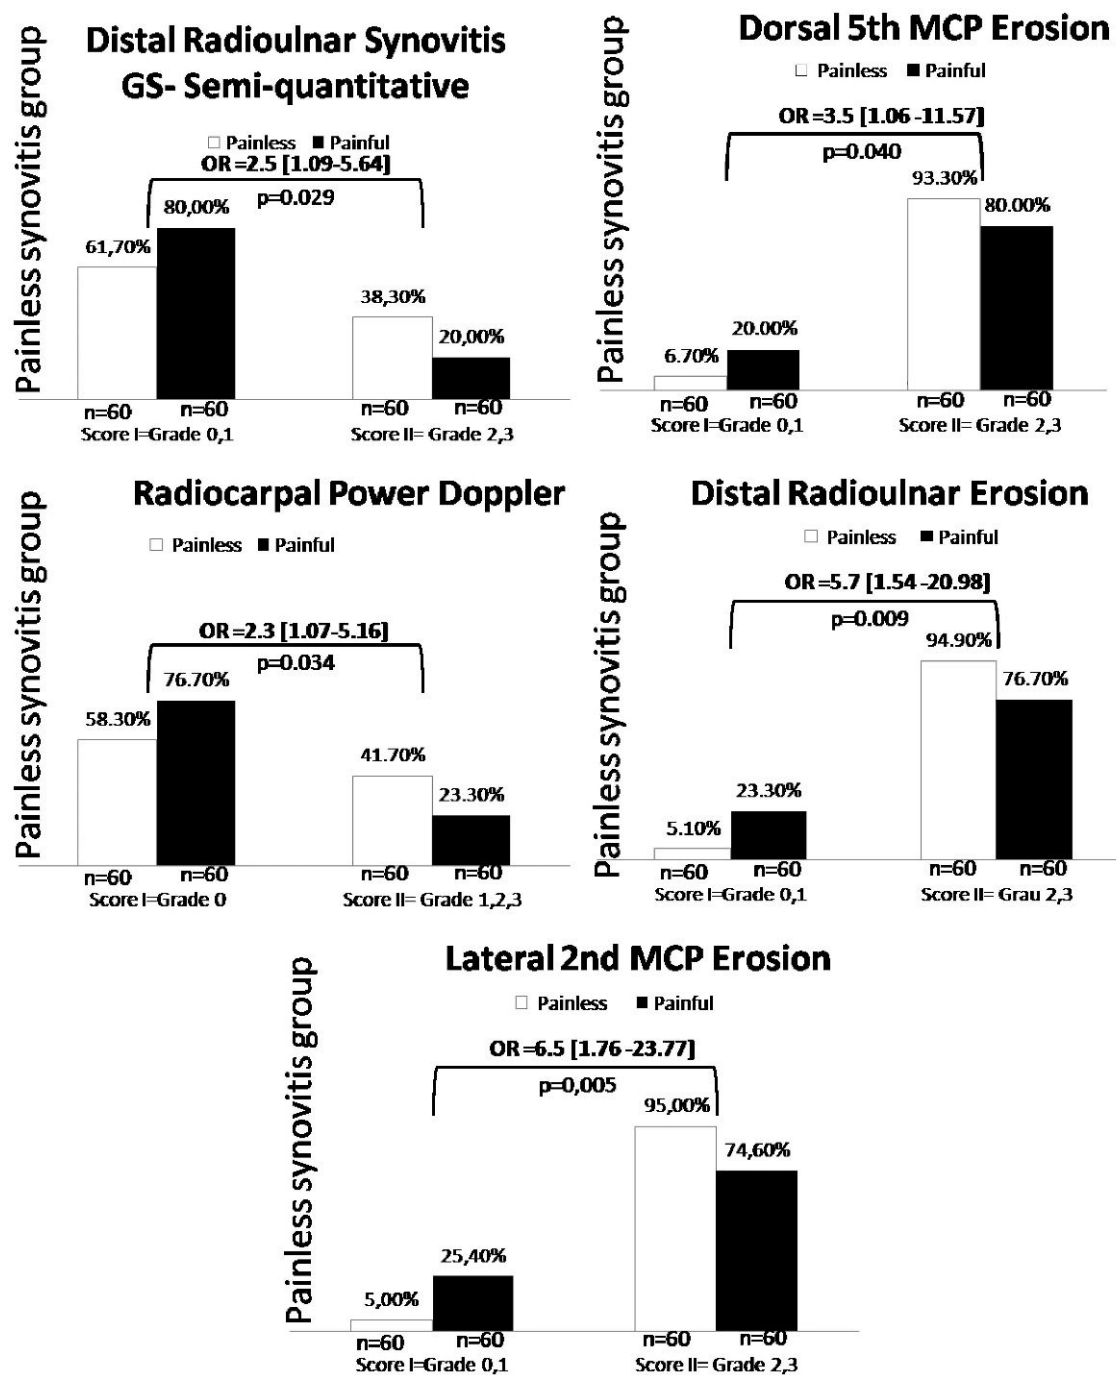 Distal Radioulnar Synovitis
GS- Semi-quantitative
Painless synovitis group
Painless Painful
OR =2.5 [1.09-5.64]
p=0.029
61,70%
80,00%
38,30%
20,00%
n=60 n=60 n=60 n=60
Score I=Grade 0,1 Score II= Grade 2,3
Dorsal 5th MCP Erosion
Painless synovitis group
Painless Painful
OR =3.5 [1.06 -11.57]
p=0.040
6.70%
20.00%
93.30%
80.00%
n=60 n=60 n=60 n=60
Score I=Grade 0,1 Score II= Grade 2,3
Radiocarpal Power Doppler
Painless synovitis group
Painless Painful
OR =2.3 [1.07-5.16]
p=0.034
58.30%
76.70%
41.70%
23.30%
n=60 n=60 n=60 n=60
Score I=Grade 0 Score II= Grade 1,2,3
Distal Radioulnar Erosion
Painless synovitis group
Painless Painful
OR =5.7 [1.54 -20.98]
p=0.009
5.10%
23.30%
94.90%
76.70%
n=60 n=60 n=60 n=60
Score I=Grade 0,1 Score II= Grau 2,3
Lateral 2nd MCP Erosion
Painless synovitis group
Painless Painful
OR =6.5 [1.76 -23.77]
p=0,005
5,00%
25,40%
95,00%
74,60%
n=60 n=60 n=60 n=60
Score I=Grade 0,1 Score II= Grade 2,3